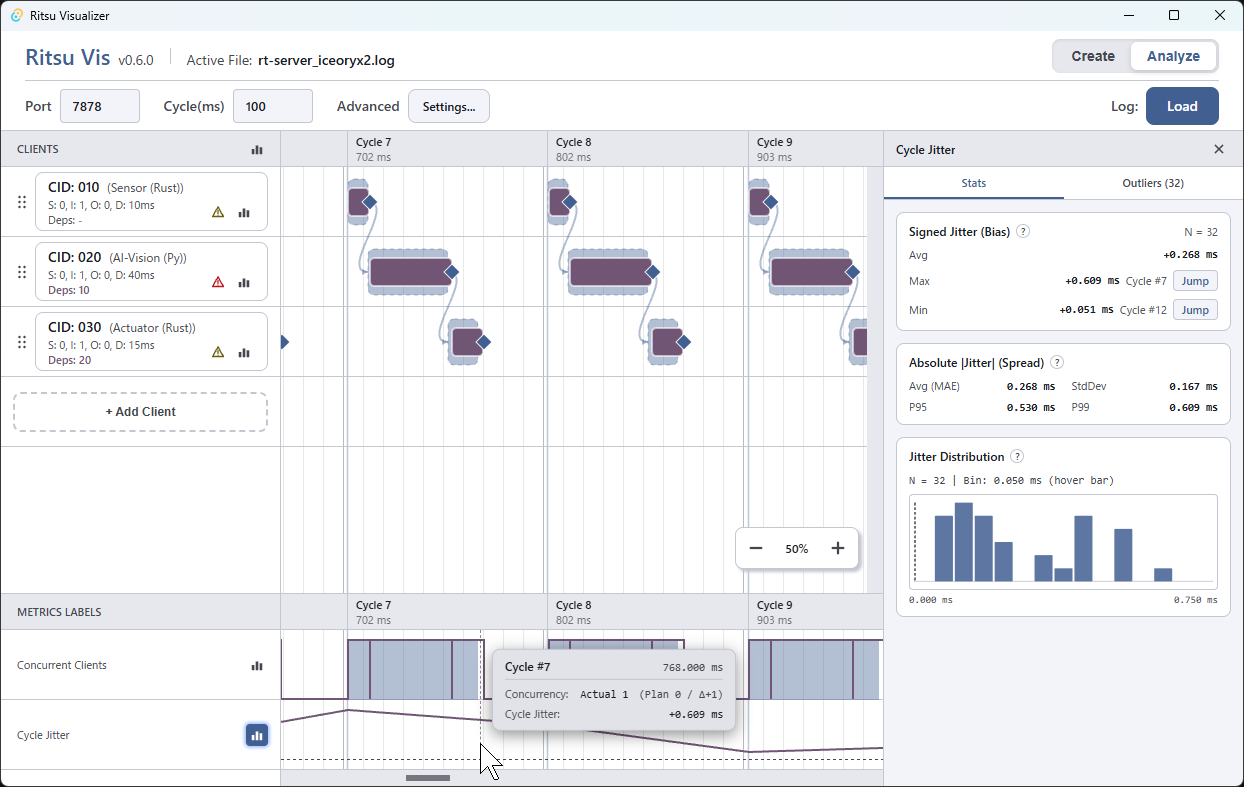 Ritsu Visualizer
Ritsu Vis v0.6.0 Active File: rt-server_iceoryx2.log Create Analyze
Port 7878 Cycle(ms) 100 Advanced Settings... Log: Load
CLIENTS
CID: 010 (Sensor (Rust))
S: 0, I: 1, O: 0, D: 10ms
Deps: -
CID: 020 (AI-Vision (Py))
S: 0, I: 1, O: 0, D: 40ms
Deps: 10
CID: 030 (Actuator (Rust))
S: 0, I: 1, O: 0, D: 15ms
Deps: 20
+ Add Client
Cycle 7 Cycle 8 Cycle 9
702 ms 802 ms 903 ms
− 50% +
METRICS LABELS
Cycle 7 Cycle 8 Cycle 9
702 ms 802 ms 903 ms
Concurrent Clients
Cycle Jitter
Cycle #7 768.000 ms
Concurrency: Actual 1 (Plan 0 / Δ+1)
Cycle Jitter: +0.609 ms
Cycle Jitter
Stats Outliers (32)
Signed Jitter (Bias) ? N = 32
Avg +0.268 ms
Max +0.609 ms Cycle #7 Jump
Min +0.051 ms Cycle #12 Jump
Absolute |Jitter| (Spread) ?
Avg (MAE) 0.268 ms StdDev 0.167 ms
P95 0.530 ms P99 0.609 ms
Jitter Distribution ?
N = 32 | Bin: 0.050 ms (hover bar)
0.000 ms 0.750 ms